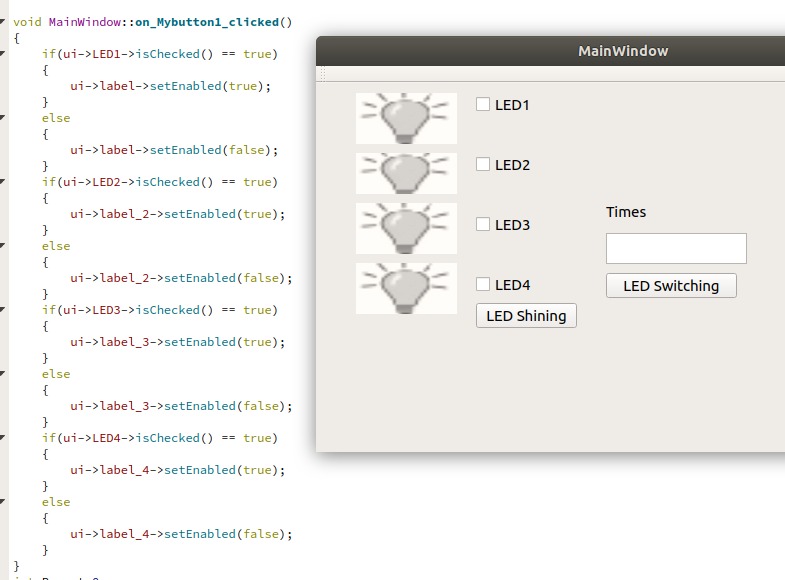 void MainWindow::on_Mybutton1_clicked()
{
    if(ui->LED1->isChecked() == true)
    {
        ui->label->setEnabled(true);
    }
    else
    {
        ui->label->setEnabled(false);
    }
    if(ui->LED2->isChecked() == true)
    {
        ui->label_2->setEnabled(true);
    }
    else
    {
        ui->label_2->setEnabled(false);
    }
    if(ui->LED3->isChecked() == true)
    {
        ui->label_3->setEnabled(true);
    }
    else
    {
        ui->label_3->setEnabled(false);
    }
    if(ui->LED4->isChecked() == true)
    {
        ui->label_4->setEnabled(true);
    }
    else
    {
        ui->label_4->setEnabled(false);
    }
}
MainWindow
LED1
LED2
LED3
LED4
LED Shining
Times
LED Switching